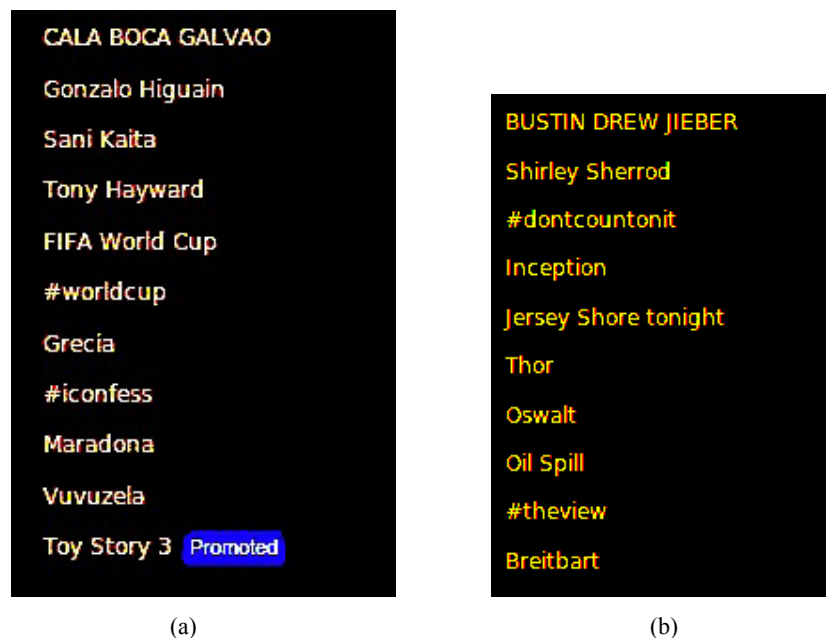 CALA BOCA GALVAO
Gonzalo Higuain
Sani Kaita
Tony Hayward
FIFA World Cup
#worldcup
Grecia
#iconfess
Maradona
Vuvuzela
Toy Story 3 Promoted
(a)
BUSTIN DREW JIEBER
Shirley Sherrod
#dontcountonit
Inception
Jersey Shore tonight
Thor
Oswalt
Oil Spill
#theview
Breitbart
(b)